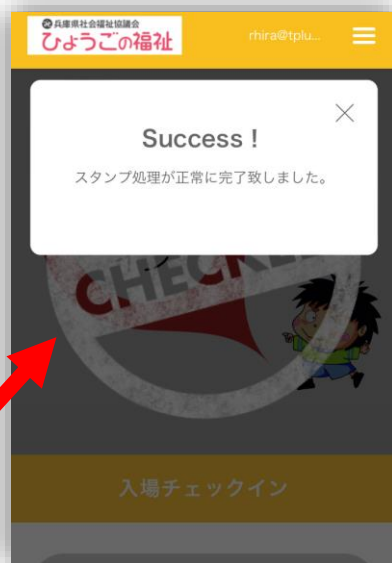 兵庫県社会福祉協議会
ひょうごの福祉
rhira@tplu...
Success！
スタンプ処理が正常に完了致しました。
CHECKE
入場チェックイン